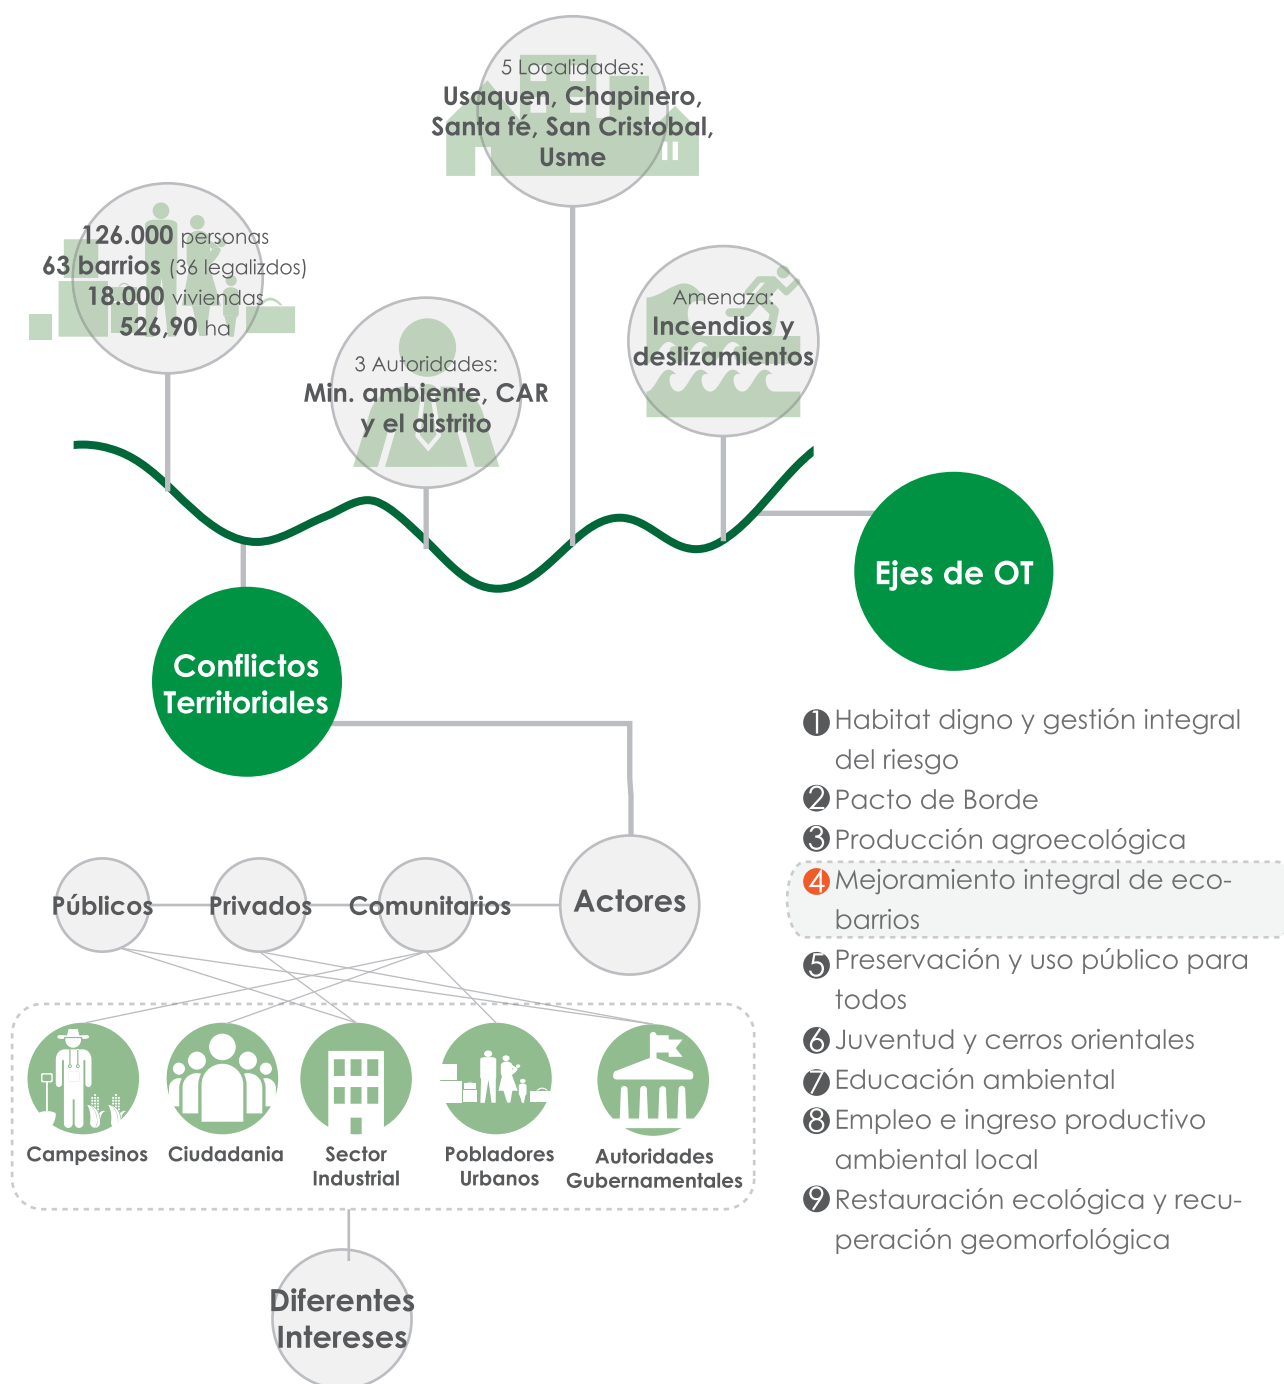 5 Localidades:
Usaquen, Chapinero,
Santa fé, San Cristobal,
Usme
126.000 personas
63 barrios (36 legalizdos)
18.000 viviendas
526,90 ha
Amenaza:
Incendios y
deslizamientos
3 Autoridades:
Min. ambiente, CAR
y el distrito
Ejes de OT
Conflictos
Territoriales
1 Habitat digno y gestión integral
del riesgo
2 Pacto de Borde
3 Producción agroecológica
4 Mejoramiento integral de eco-
barrios
5 Preservación y uso público para
todos
6 Juventud y cerros orientales
7 Educación ambiental
8 Empleo e ingreso productivo
ambiental local
9 Restauración ecológica y recu-
peración geomorfológica
Públicos
Privados
Comunitarios
Actores
Campesinos
Ciudadania
Sector
Industrial
Pobladores
Urbanos
Autoridades
Gubernamentales
Diferentes
Intereses